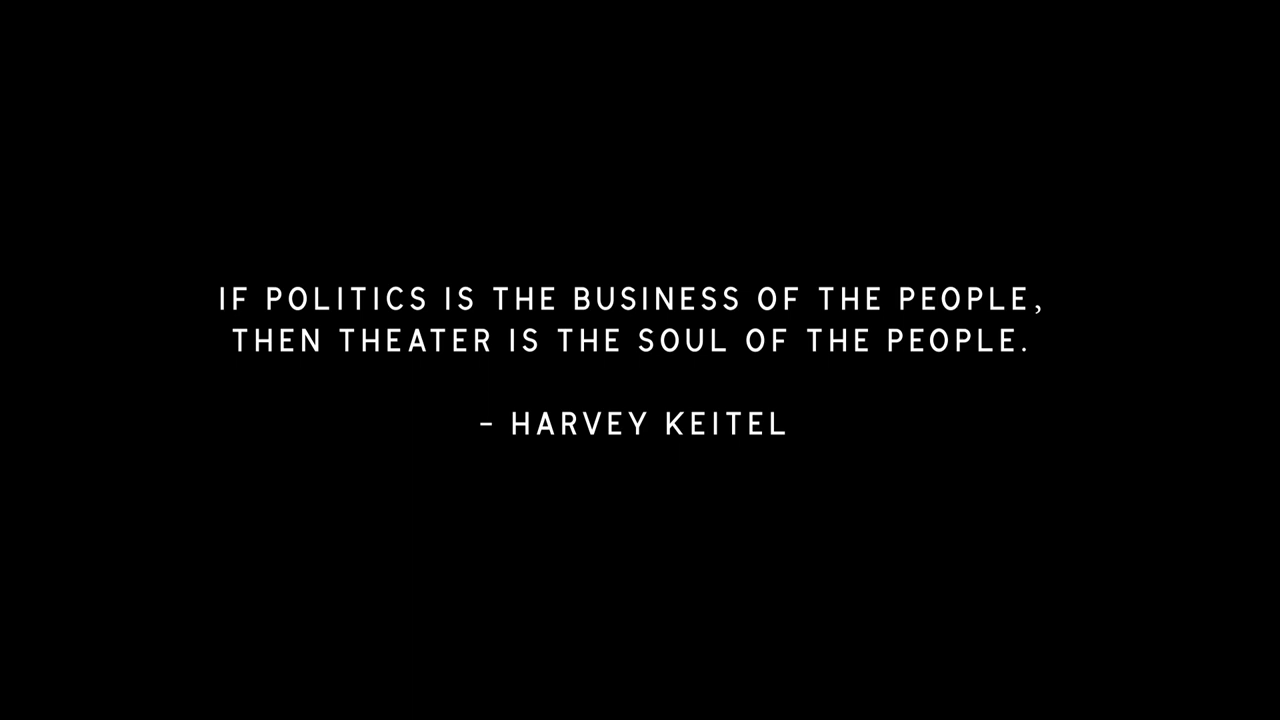 IF POLITICS IS THE BUSINESS OF THE PEOPLE,
THEN THEATER IS THE SOUL OF THE PEOPLE.
- HARVEY KEITEL